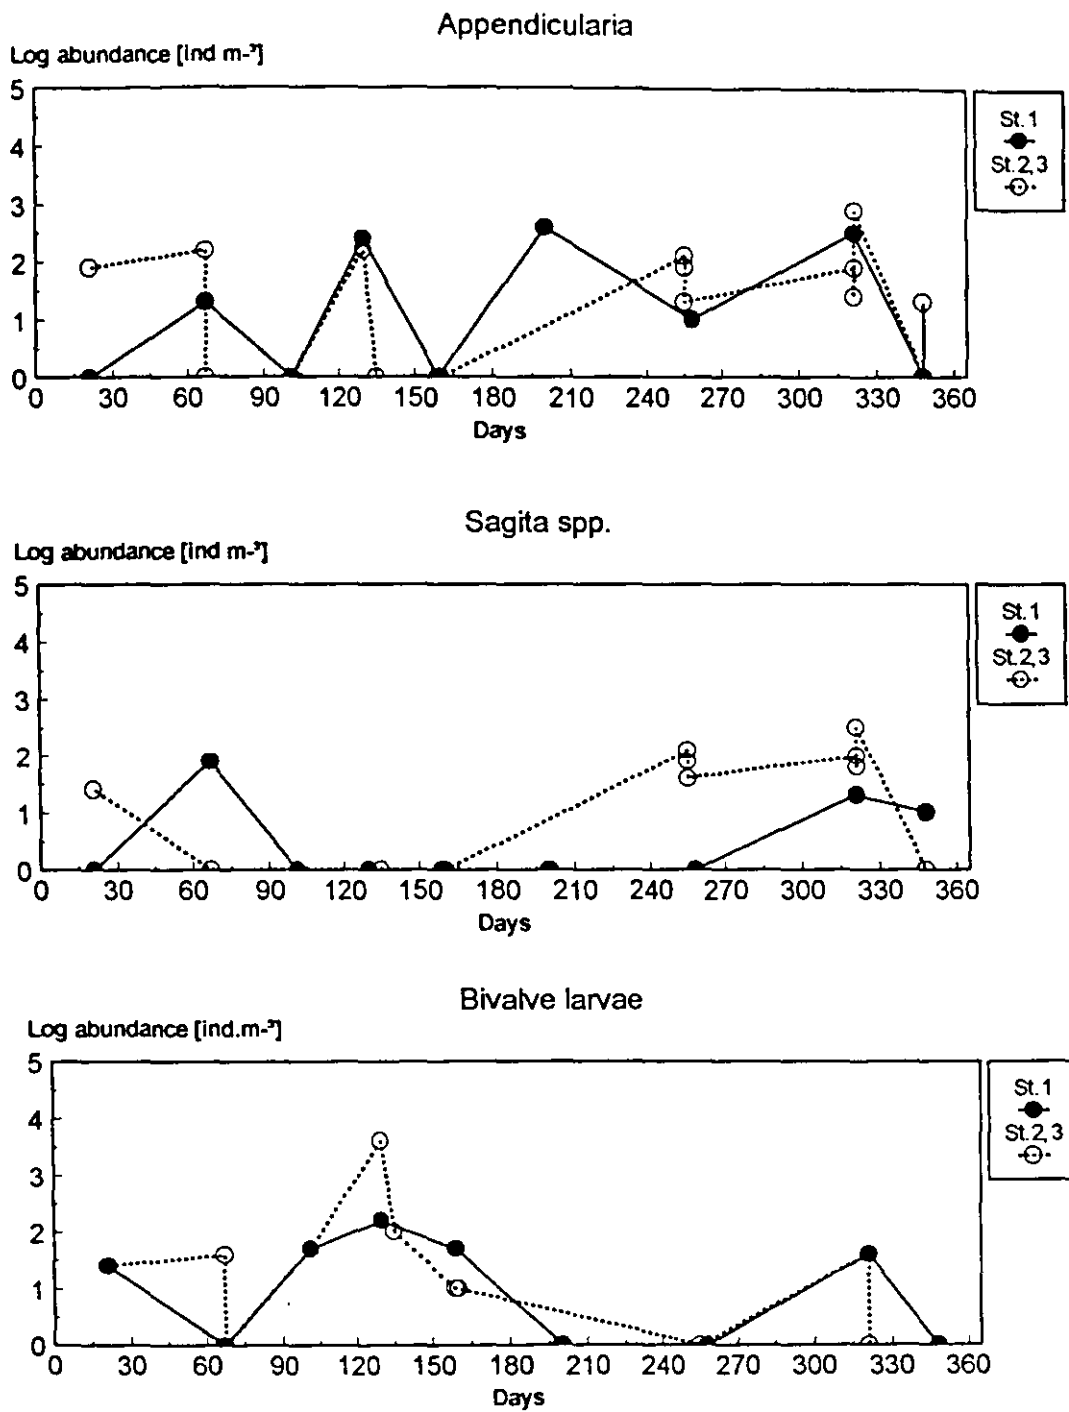 Appendicularia
Log abundance [ind m-³]
5
4
3
2
1
0
0 30 60 90 120 150 180 210 240 270 300 330 360
Days
St.1
St.2,3
Sagita spp.
Log abundance [ind m-³]
5
4
3
2
1
0
0 30 60 90 120 150 180 210 240 270 300 330 360
Days
St.1
St.2,3
Bivalve larvae
Log abundance [ind.m-³]
5
4
3
2
1
0
0 30 60 90 120 150 180 210 240 270 300 330 360
Days
St.1
St.2,3